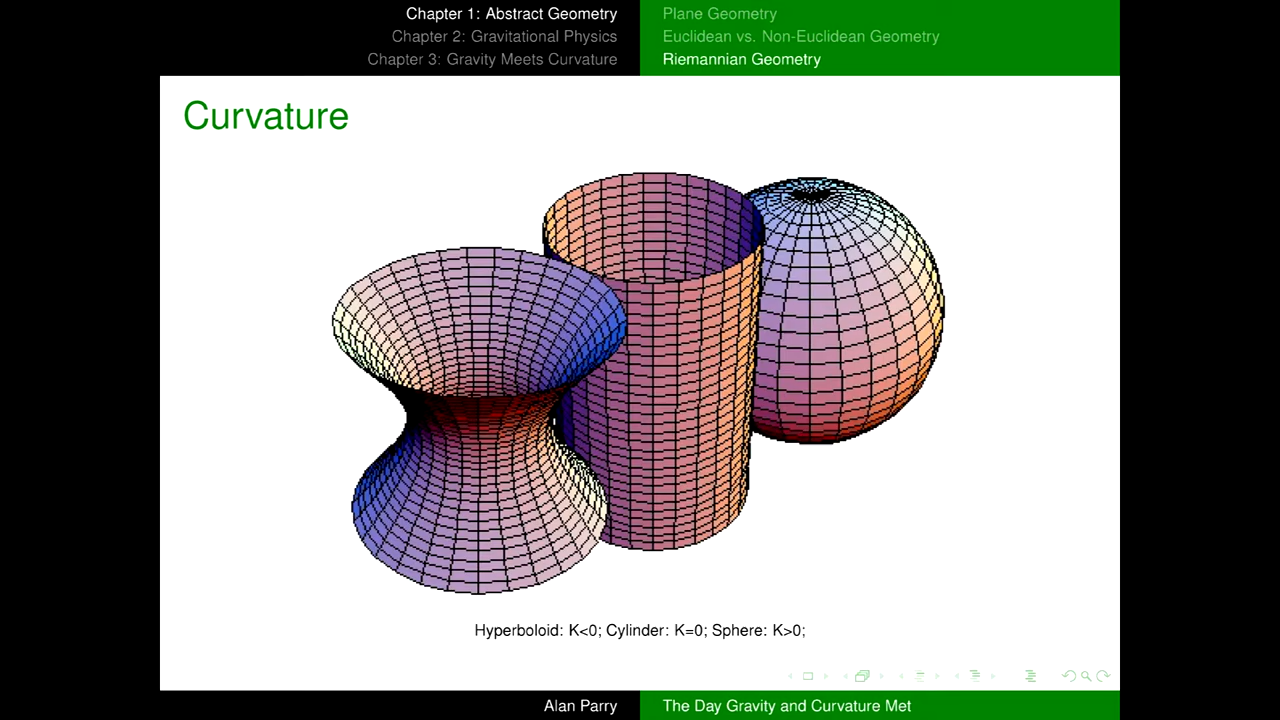 Chapter 1: Abstract Geometry
Chapter 2: Gravitational Physics
Chapter 3: Gravity Meets Curvature
Plane Geometry
Euclidean vs. Non-Euclidean Geometry
Riemannian Geometry
Curvature
Hyperboloid: K<0; Cylinder: K=0; Sphere: K>0;
Alan Parry
The Day Gravity and Curvature Met